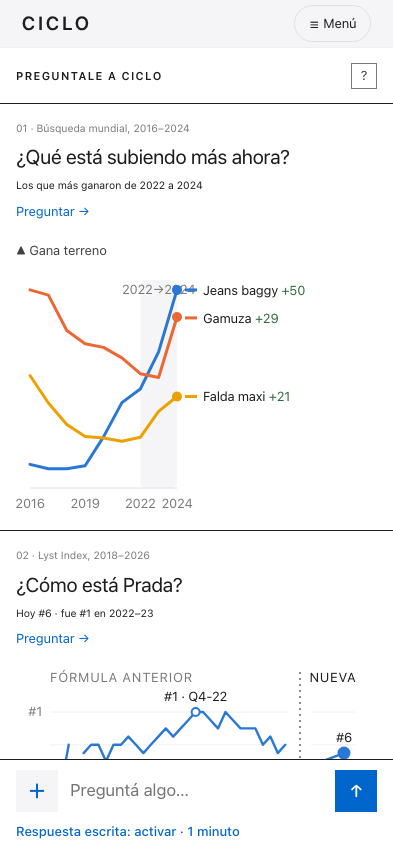 CICLO
≡ Menú
PREGUNTALE A CICLO
?
01 · Búsqueda mundial, 2016–2024
¿Qué está subiendo más ahora?
Los que más ganaron de 2022 a 2024
Preguntar →
▲ Gana terreno
2022→2024
Jeans baggy +50
Gamuza +29
Falda maxi +21
2016 2019 2022 2024
02 · Lyst Index, 2018–2026
¿Cómo está Prada?
Hoy #6 · fue #1 en 2022–23
Preguntar →
FÓRMULA ANTERIOR NUEVA
#1 · Q4-22
#1
#6
+ Preguntá algo... ↑
Respuesta escrita: activar · 1 minuto